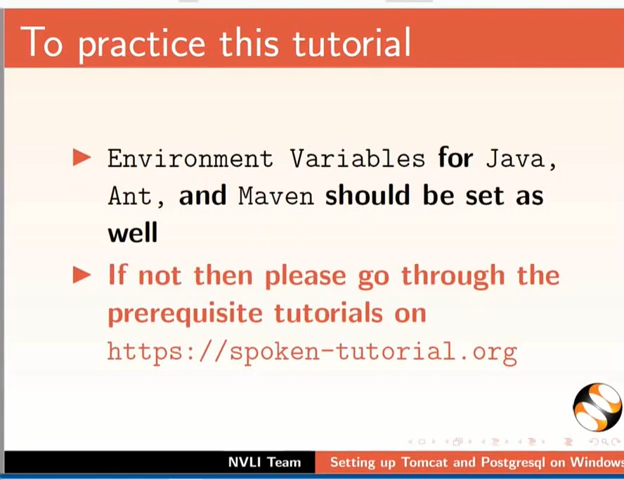 To practice this tutorial
Environment Variables for Java,
Ant, and Maven should be set as
well
If not then please go through the
prerequisite tutorials on
https://spoken-tutorial.org
NVLI Team
Setting up Tomcat and Postgresql on Windows